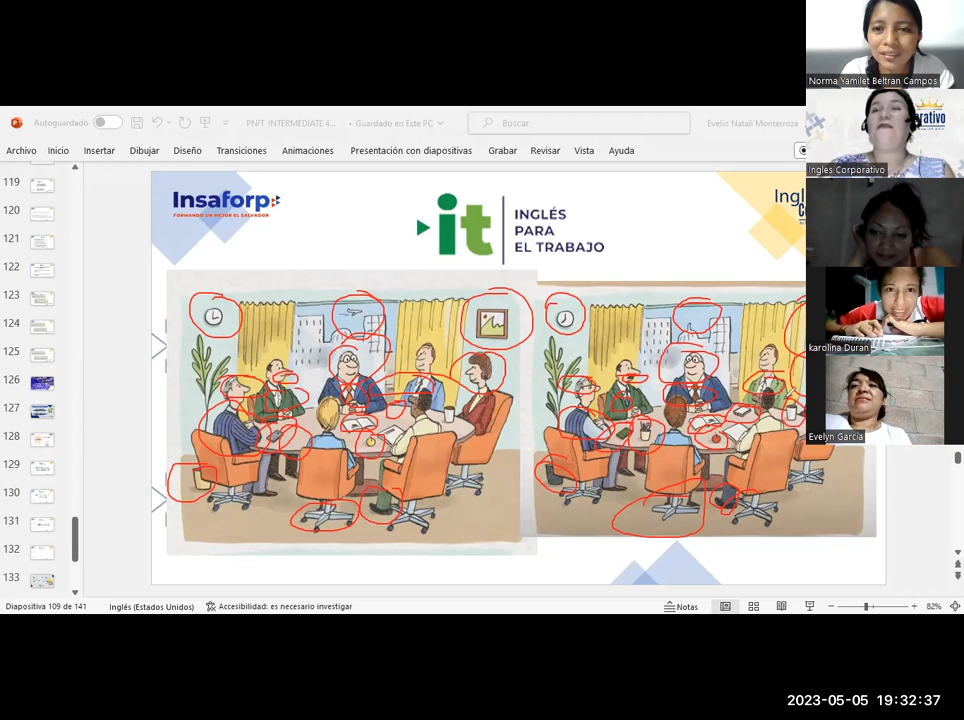 Norma Yamilet Beltran Campos
Autoguardado
PNIT INTERMEDIATE 4... • Guardado en Este PC
Buscar
Evelin Natali Monterroza
Archivo Inicio Insertar Dibujar Diseño Transiciones Animaciones Presentación con diapositivas Grabar Revisar Vista Ayuda
Ingles Corporativo
119
120
121
122
123
124
125
126
127
128
129
130
131
132
133
Insaforp
FORMANDO UN MEJOR EL SALVADOR
it
INGLÉS
PARA
EL TRABAJO
Ingl
karolina Duran
Evelyn García
Diapositiva 109 de 141
Inglés (Estados Unidos)
Accesibilidad: es necesario investigar
Notas
82%
2023-05-05 19:32:37